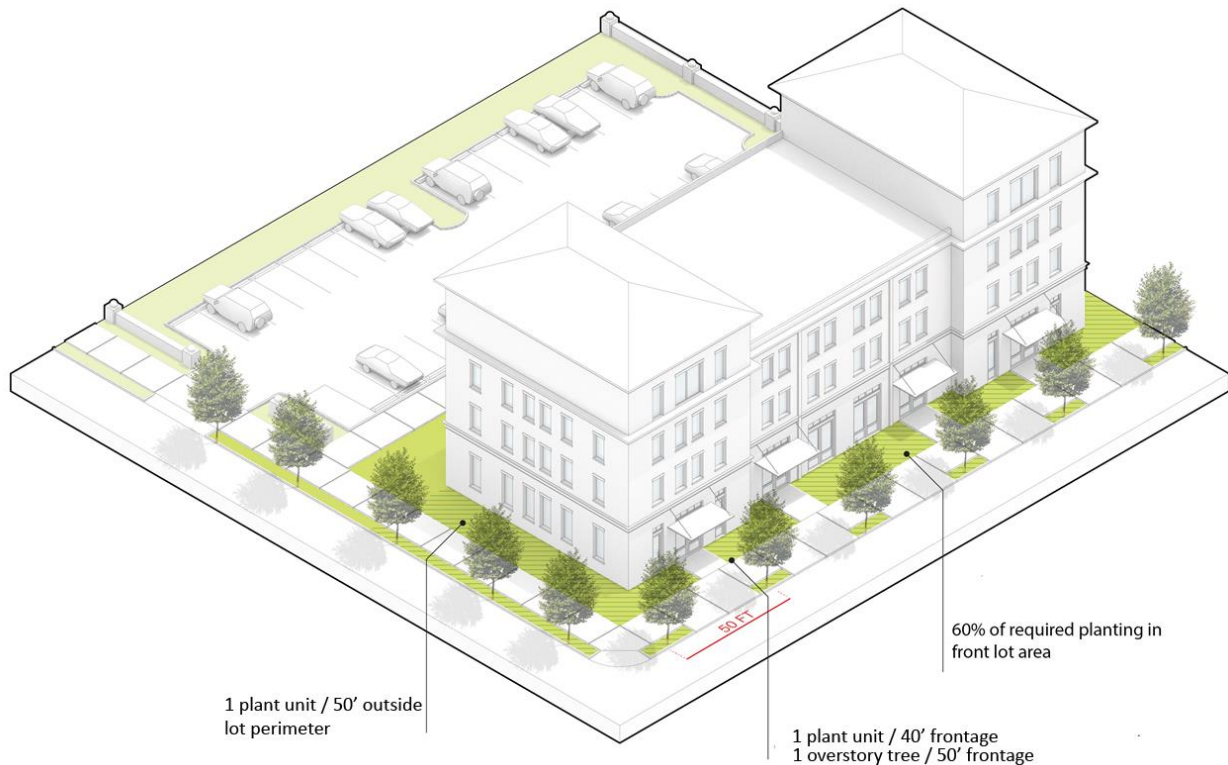 50 FT
60% of required planting in
front lot area
1 plant unit / 50’ outside
lot perimeter
1 plant unit / 40’ frontage
1 overstory tree / 50’ frontage